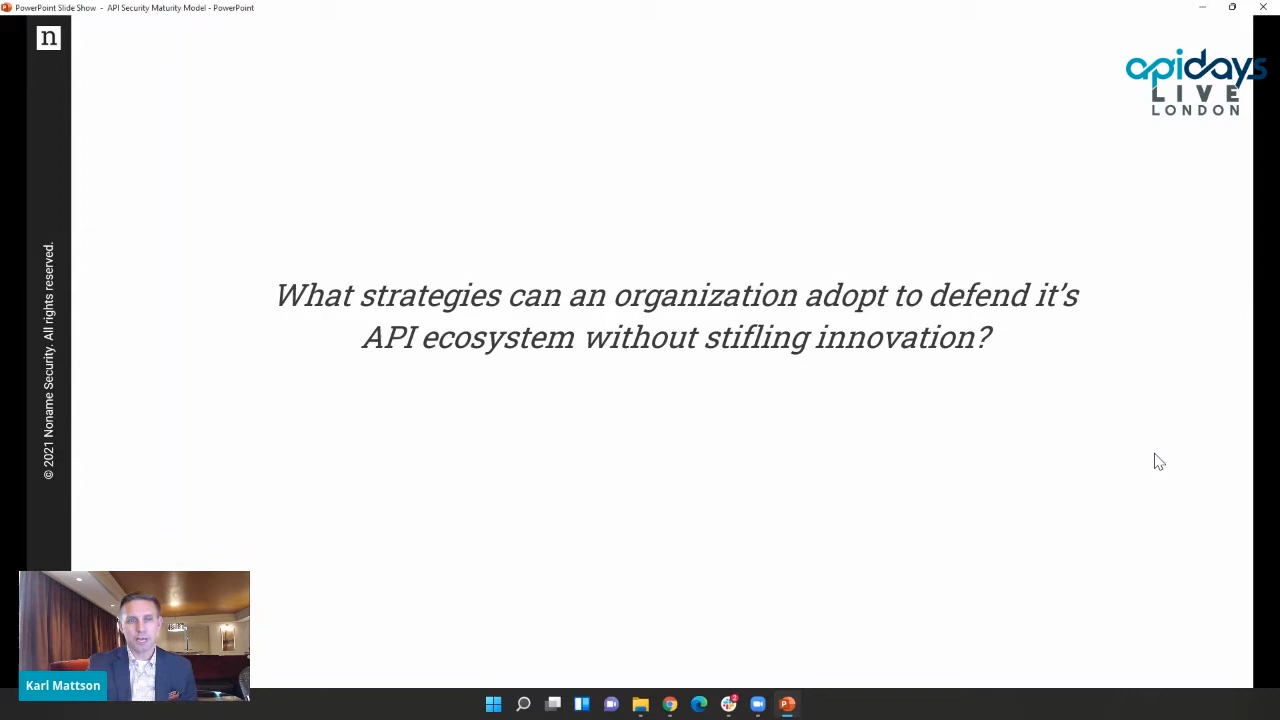 PowerPoint Slide Show - API Security Maturity Model - PowerPoint
n
apidays
LIVE
LONDON
© 2021 Noname Security. All rights reserved.
What strategies can an organization adopt to defend it's
API ecosystem without stifling innovation?
Karl Mattson
2